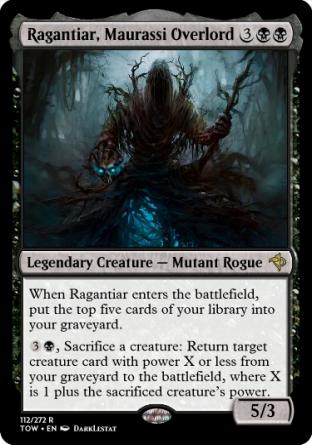 Ragantiar, Maurassi Overlord 3
Legendary Creature — Mutant Rogue
When Ragantiar enters the battlefield,
put the top five cards of your library into
your graveyard.
3 , Sacrifice a creature: Return target
creature card with power X or less from
your graveyard to the battlefield, where X
is 1 plus the sacrificed creature's power.
5/3
112/272 R
TOW • EN DarkLestat